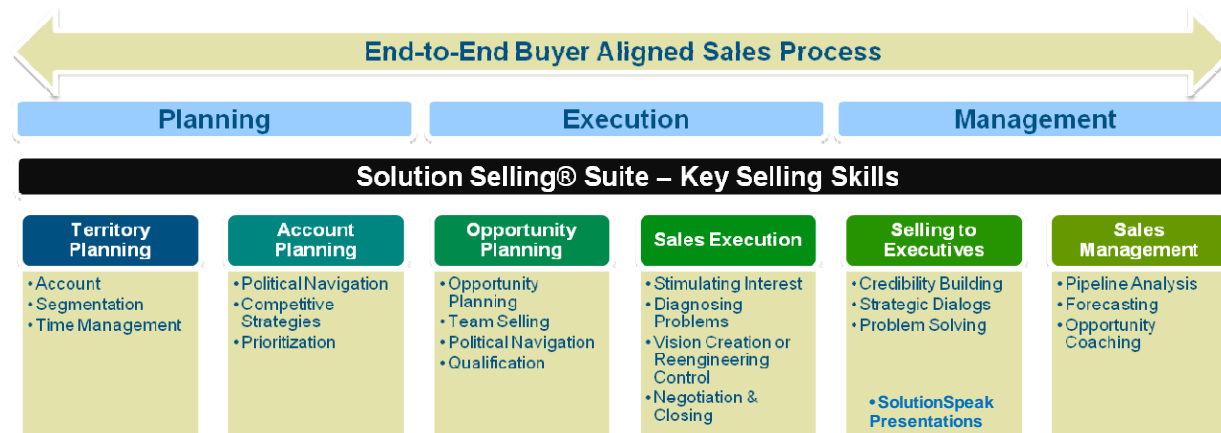 End-to-End Buyer Aligned Sales Process
Planning
Execution
Management
Solution Selling® Suite – Key Selling Skills
Territory
Planning
• Account
• Segmentation
• Time Management
Account
Planning
• Political Navigation
• Competitive
Strategies
• Prioritization
Opportunity
Planning
• Opportunity
Planning
• Team Selling
• Political Navigation
• Qualification
Sales Execution
• Stimulating Interest
• Diagnosing
Problems
• Vision Creation or
Reengineering
Control
• Negotiation &
Closing
Selling to
Executives
• Credibility Building
• Strategic Dialogs
• Problem Solving
• SolutionSpeak
Presentations
Sales
Management
• Pipeline Analysis
• Forecasting
• Opportunity
Coaching